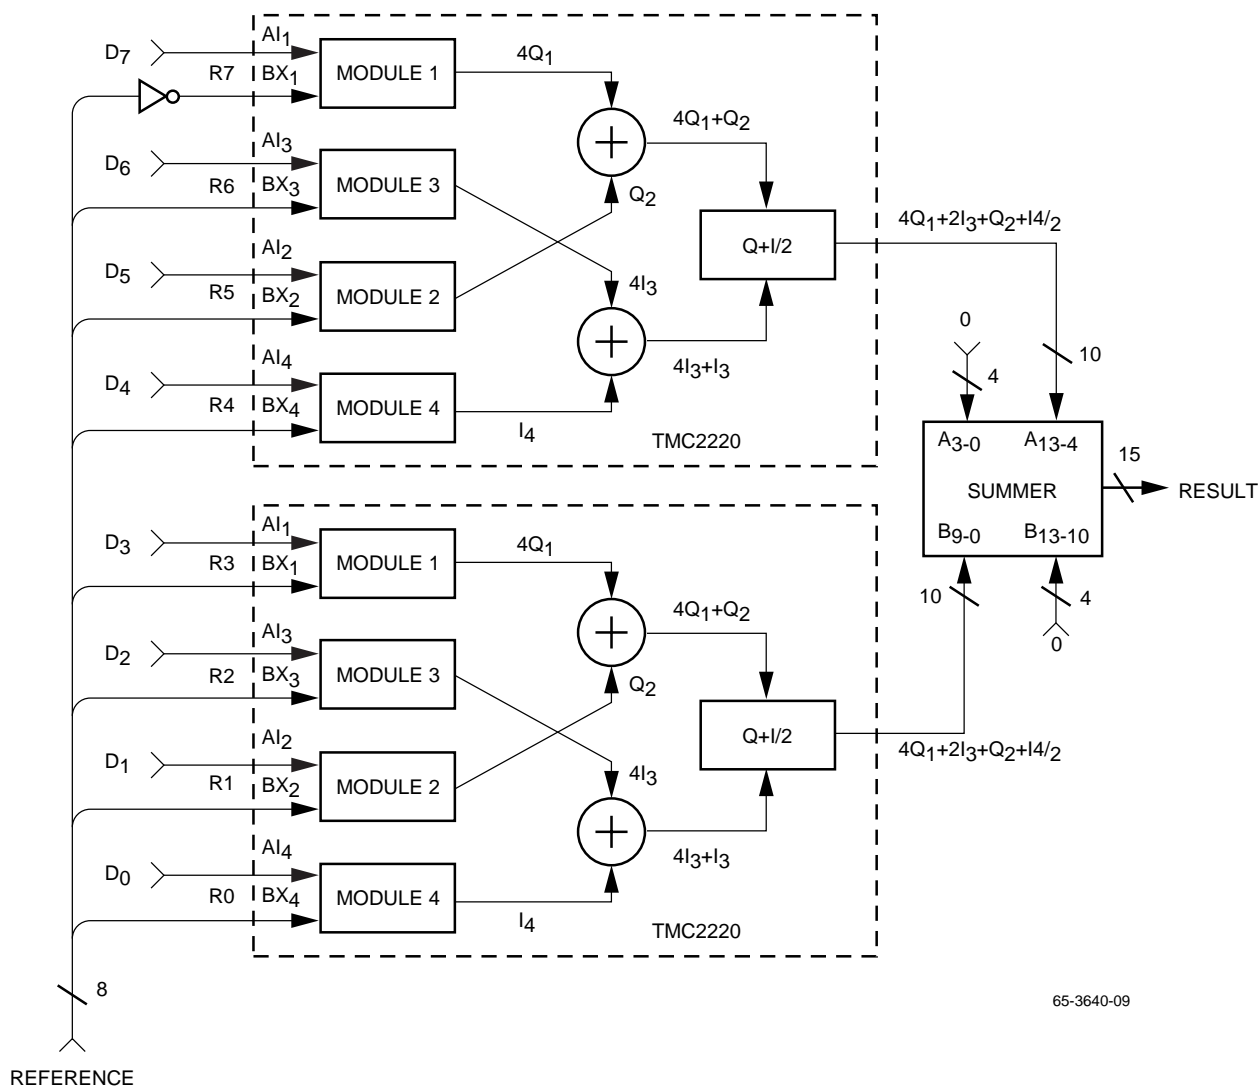 D7
AI1
R7
BX1
MODULE 1
4Q1
4Q1+Q2
D6
AI3
R6
BX3
MODULE 3
Q2
Q+I/2
4Q1+2I3+Q2+I4/2
D5
AI2
R5
BX2
MODULE 2
4I3
4I3+I3
D4
AI4
R4
BX4
MODULE 4
I4
TMC2220
0
4
10
A3-0
A13-4
SUMMER
15
RESULT
B9-0
B13-10
10
4
0
D3
AI1
R3
BX1
MODULE 1
4Q1
4Q1+Q2
D2
AI3
R2
BX3
MODULE 3
Q2
Q+I/2
4Q1+2I3+Q2+I4/2
D1
AI2
R1
BX2
MODULE 2
4I3
4I3+I3
D0
AI4
R0
BX4
MODULE 4
I4
TMC2220
8
65-3640-09
REFERENCE